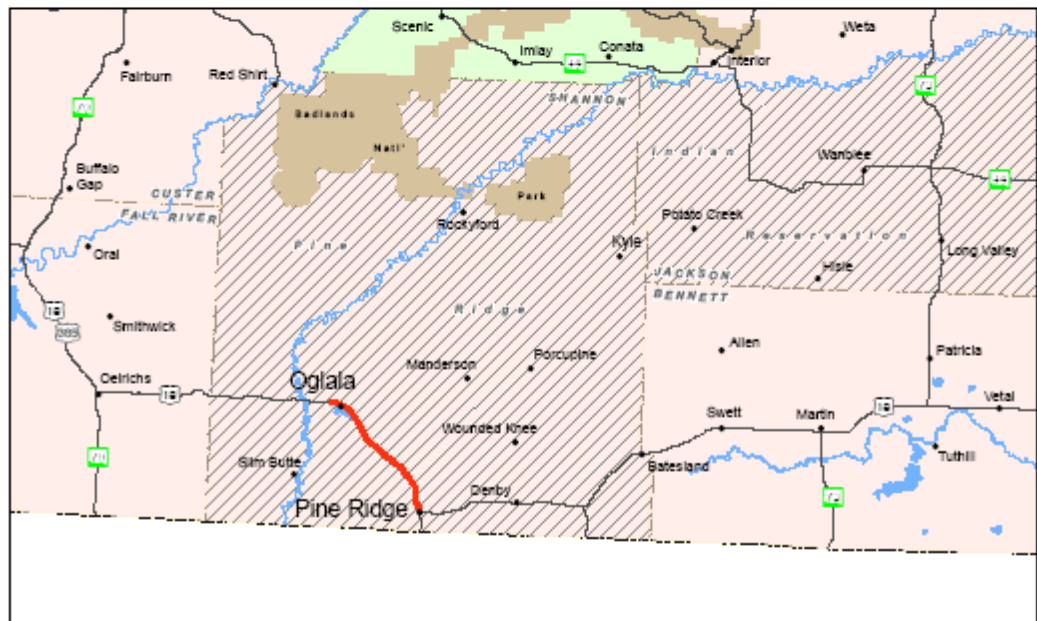 Scenic
Weta
Imlay
Conata
44
Interior
Fairburn
Red Shirt
79
73
SHANNON
Badlands
Nat'l
Indian
Wanblee
44
Buffalo
Gap
CUSTER
FALL RIVER
Park
Rockyford
Potato Creek
Reservation
Pine
Kyle
Oral
Long Valley
Hisle
JACKSON
BENNETT
18
385
Smithwick
Ridge
Allen
Patricia
Manderson
Porcupine
Oglala
Oelrichs
18
Vetal
Swett
Martin
18
Wounded Knee
Tuthill
Slim Butte
Batesland
79
Denby
Pine Ridge
73